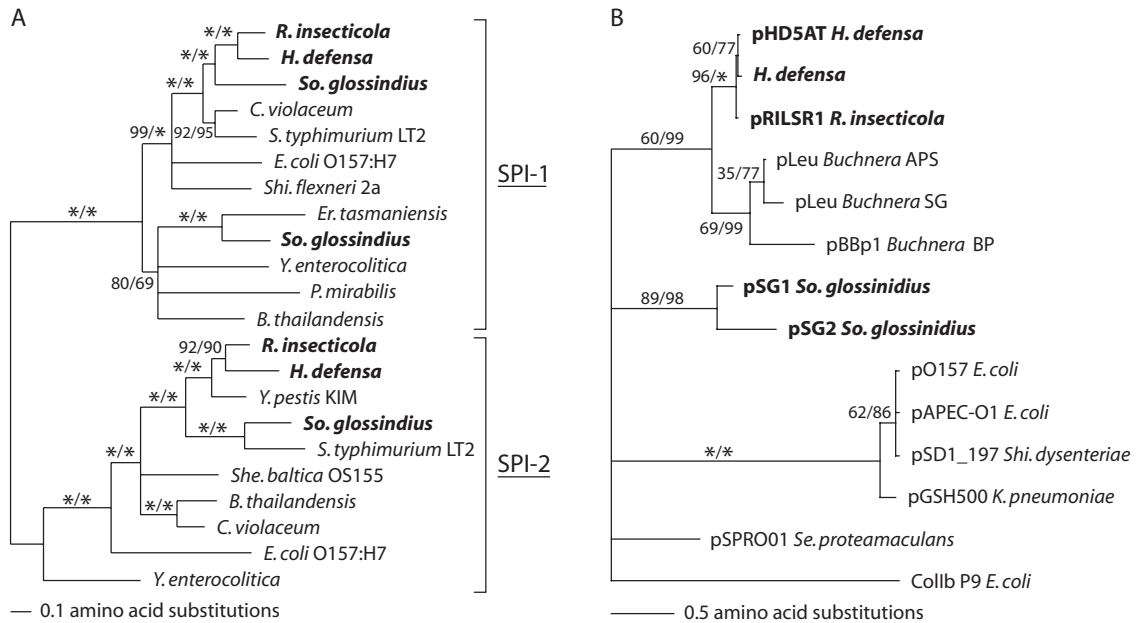 A
*/*
R. insecticola
*/*
H. defensa
*/*
So. glossindius
C. violaceum
99/*
92/95
S. typhimurium LT2
E. coli O157:H7
SPI-1
Shi. flexneri 2a
*/*
*/*
Er. tasmaniensis
So. glossindius
Y. enterocolitica
80/69
P. mirabilis
B. thailandensis
92/90
R. insecticola
*/*
H. defensa
*/*
Y. pestis KIM
So. glossindius
*/*
S. typhimurium LT2
*/*
She. baltica OS155
SPI-2
*/*
B. thailandensis
*/*
C. violaceum
E. coli O157:H7
Y. enterocolitica
0.1 amino acid substitutions
B
pHD5AT H. defensa
60/77
96/*
H. defensa
pRILSR1 R. insecticola
60/99
pLeu Buchnera APS
35/77
pLeu Buchnera SG
69/99
pBBp1 Buchnera BP
pSG1 So. glossinidius
89/98
pSG2 So. glossinidius
pO157 E. coli
62/86
pAPEC-O1 E. coli
*/*
pSD1_197 Shi. dysenteriae
pGSH500 K. pneumoniae
pSPRO01 Se. proteamaculans
ColIb P9 E. coli
0.5 amino acid substitutions